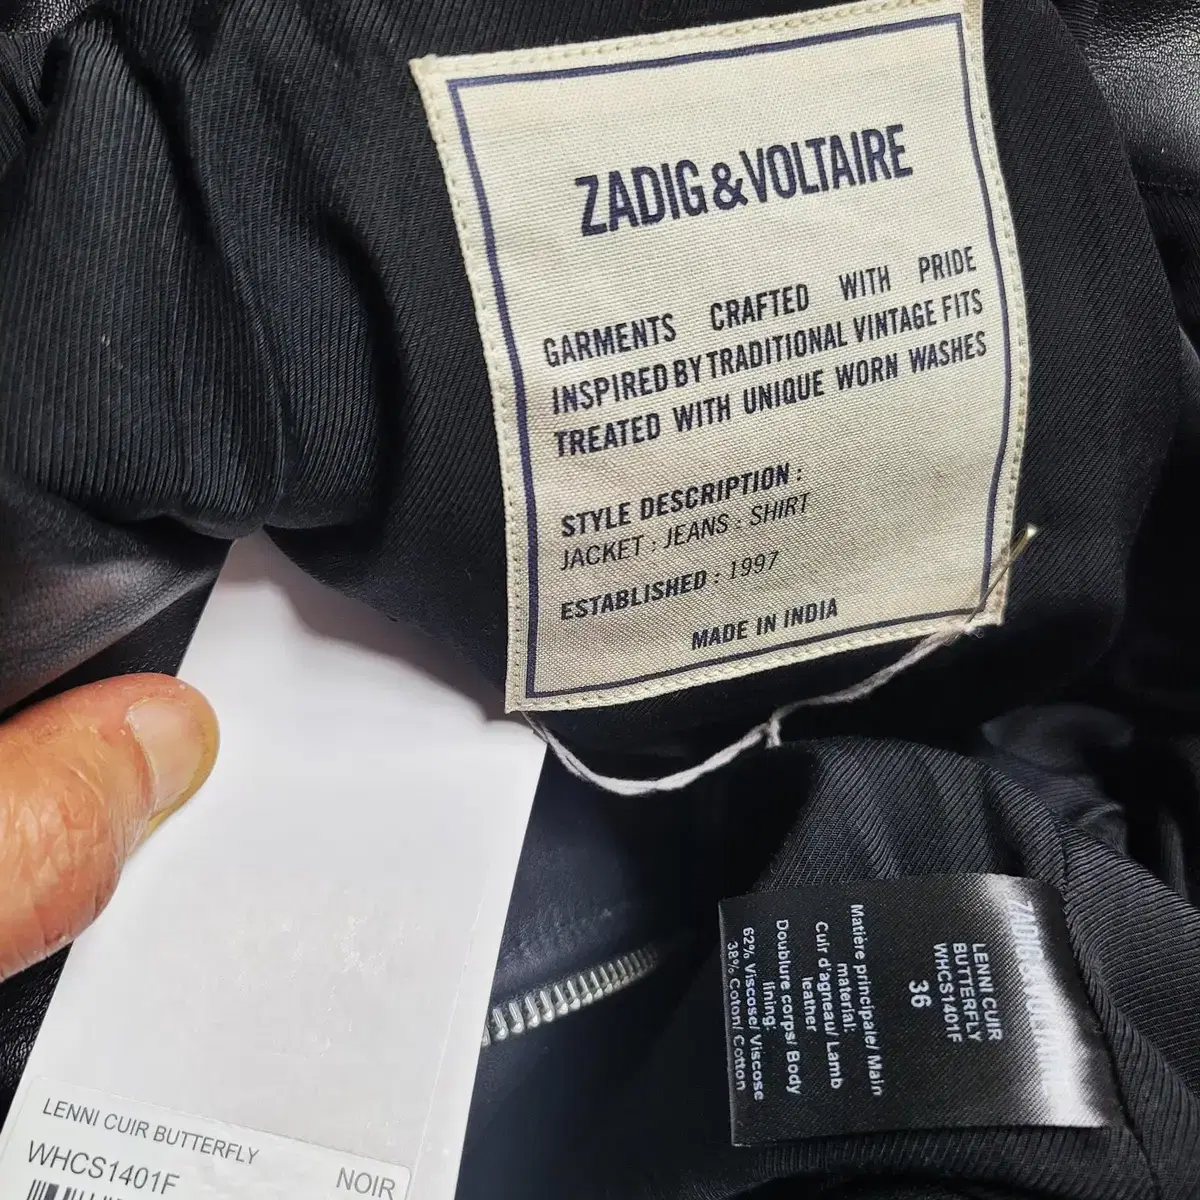 ZADIG&VOLTAIRE
GARMENTS CRAFTED WITH PRIDE
INSPIRED BY TRADITIONAL VINTAGE FITS
TREATED WITH UNIQUE WORN WASHES
STYLE DESCRIPTION :
JACKET : JEANS : SHIRT
ESTABLISHED : 1997
MADE IN INDIA
ZADIG&VOLTAIRE
LENNI CUIR
BUTTERFLY
WHCS1401F
36
Matière principale/ Main
material:
Cuir d'agneau/ Lamb
leather
Doublure corps/ Body
lining:
62% Viscose/ Viscose
38% Coton/ Cotton
LENNI CUIR BUTTERFLY
WHCS1401F
NOIR